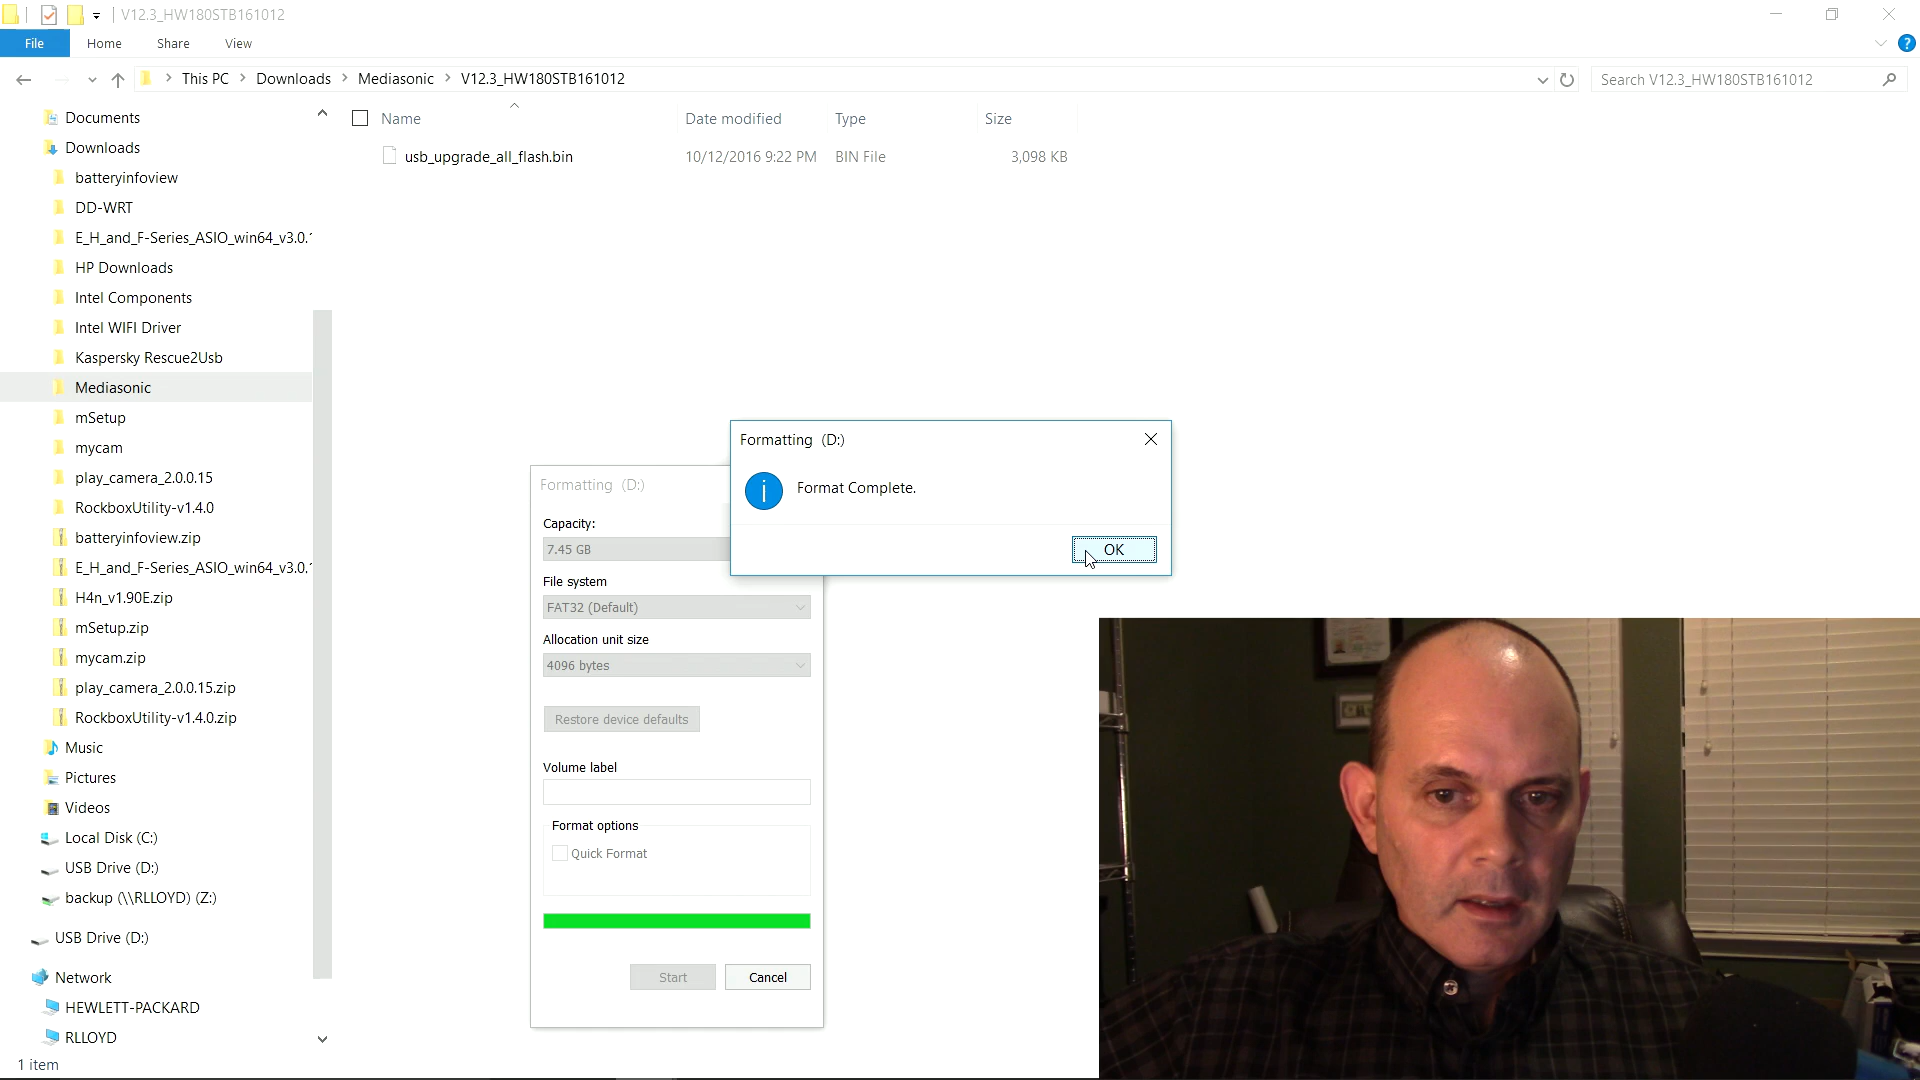 V12.3_HW180STB161012
File Home Share View
This PC > Downloads > Mediasonic > V12.3_HW180STB161012
Search V12.3_HW180STB161012
Documents
Downloads
batteryinfoview
DD-WRT
E_H_and_F-Series_ASIO_win64_v3.0.
HP Downloads
Intel Components
Intel WIFI Driver
Kaspersky Rescue2Usb
Mediasonic
mSetup
mycam
play_camera_2.0.0.15
RockboxUtility-v1.4.0
batteryinfoview.zip
E_H_and_F-Series_ASIO_win64_v3.0.
H4n_v1.90E.zip
mSetup.zip
mycam.zip
play_camera_2.0.0.15.zip
RockboxUtility-v1.4.0.zip
Music
Pictures
Videos
Local Disk (C:)
USB Drive (D:)
backup (\\RLLOYD) (Z:)
USB Drive (D:)
Network
HEWLETT-PACKARD
RLLOYD
1 item
Name Date modified Type Size
usb_upgrade_all_flash.bin 10/12/2016 9:22 PM BIN File 3,098 KB
Formatting (D:)
Format Complete.
OK
Formatting (D:)
Capacity:
7.45 GB
File system
FAT32 (Default)
Allocation unit size
4096 bytes
Restore device defaults
Volume label
Format options
Quick Format
Start Cancel